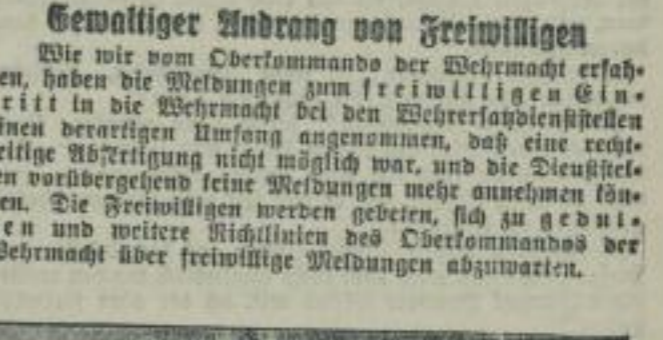 Gewaltiger Andrang von Freiwilligen
Wie wir vom Oberkommando der Wehrmacht erfah-
en, haben die Meldungen zum freiwilligen Ein-
ritt in die Wehrmacht bei den Wehrersatzdienststellen
inen derartigen Umfang angenommen, daß eine recht-
eitige Abfertigung nicht möglich war, und die Dienststel-
en vorübergehend keine Meldungen mehr annehmen kön-
en. Die Freiwilligen werden gebeten, sich zu gedul-
en und weitere Richtlinien des Oberkommandos der
Wehrmacht über freiwillige Meldungen abzuwarten.